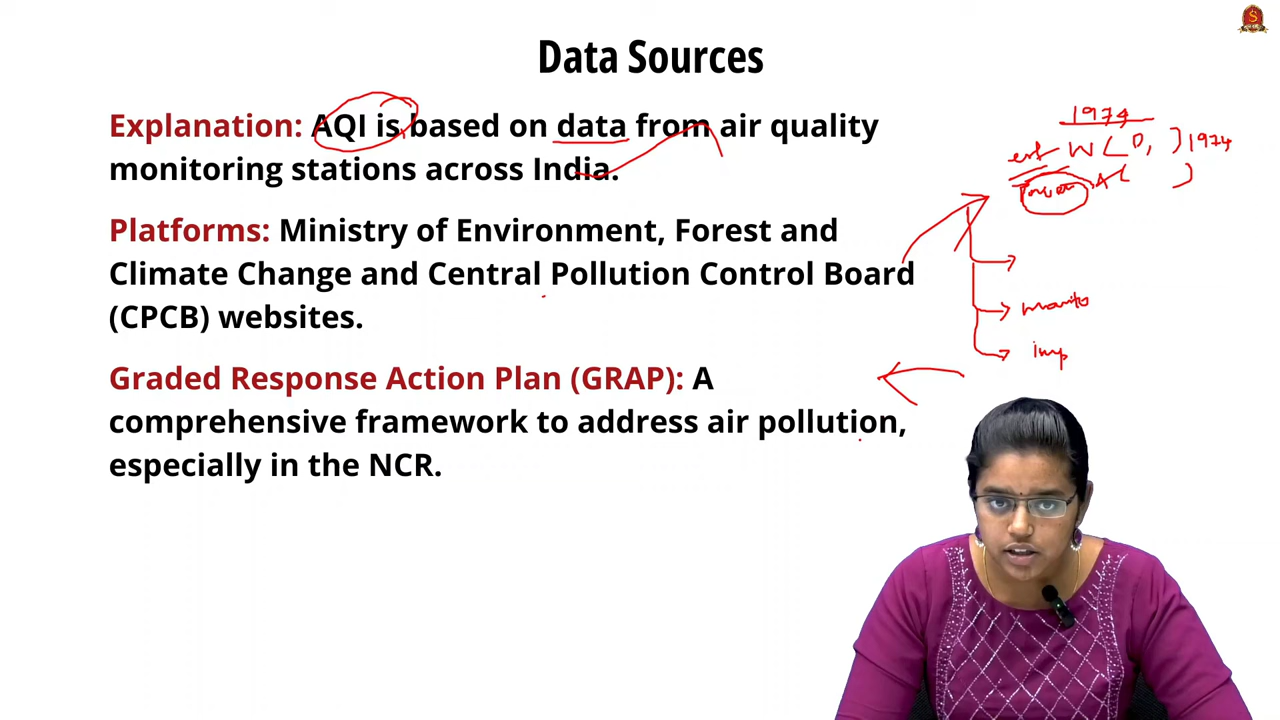 Data Sources
Explanation: AQI is based on data from air quality
monitoring stations across India.
Platforms: Ministry of Environment, Forest and
Climate Change and Central Pollution Control Board
(CPCB) websites.
Graded Response Action Plan (GRAP): A
comprehensive framework to address air pollution,
especially in the NCR.
1974
W ( ) 1974
A ( )
imp